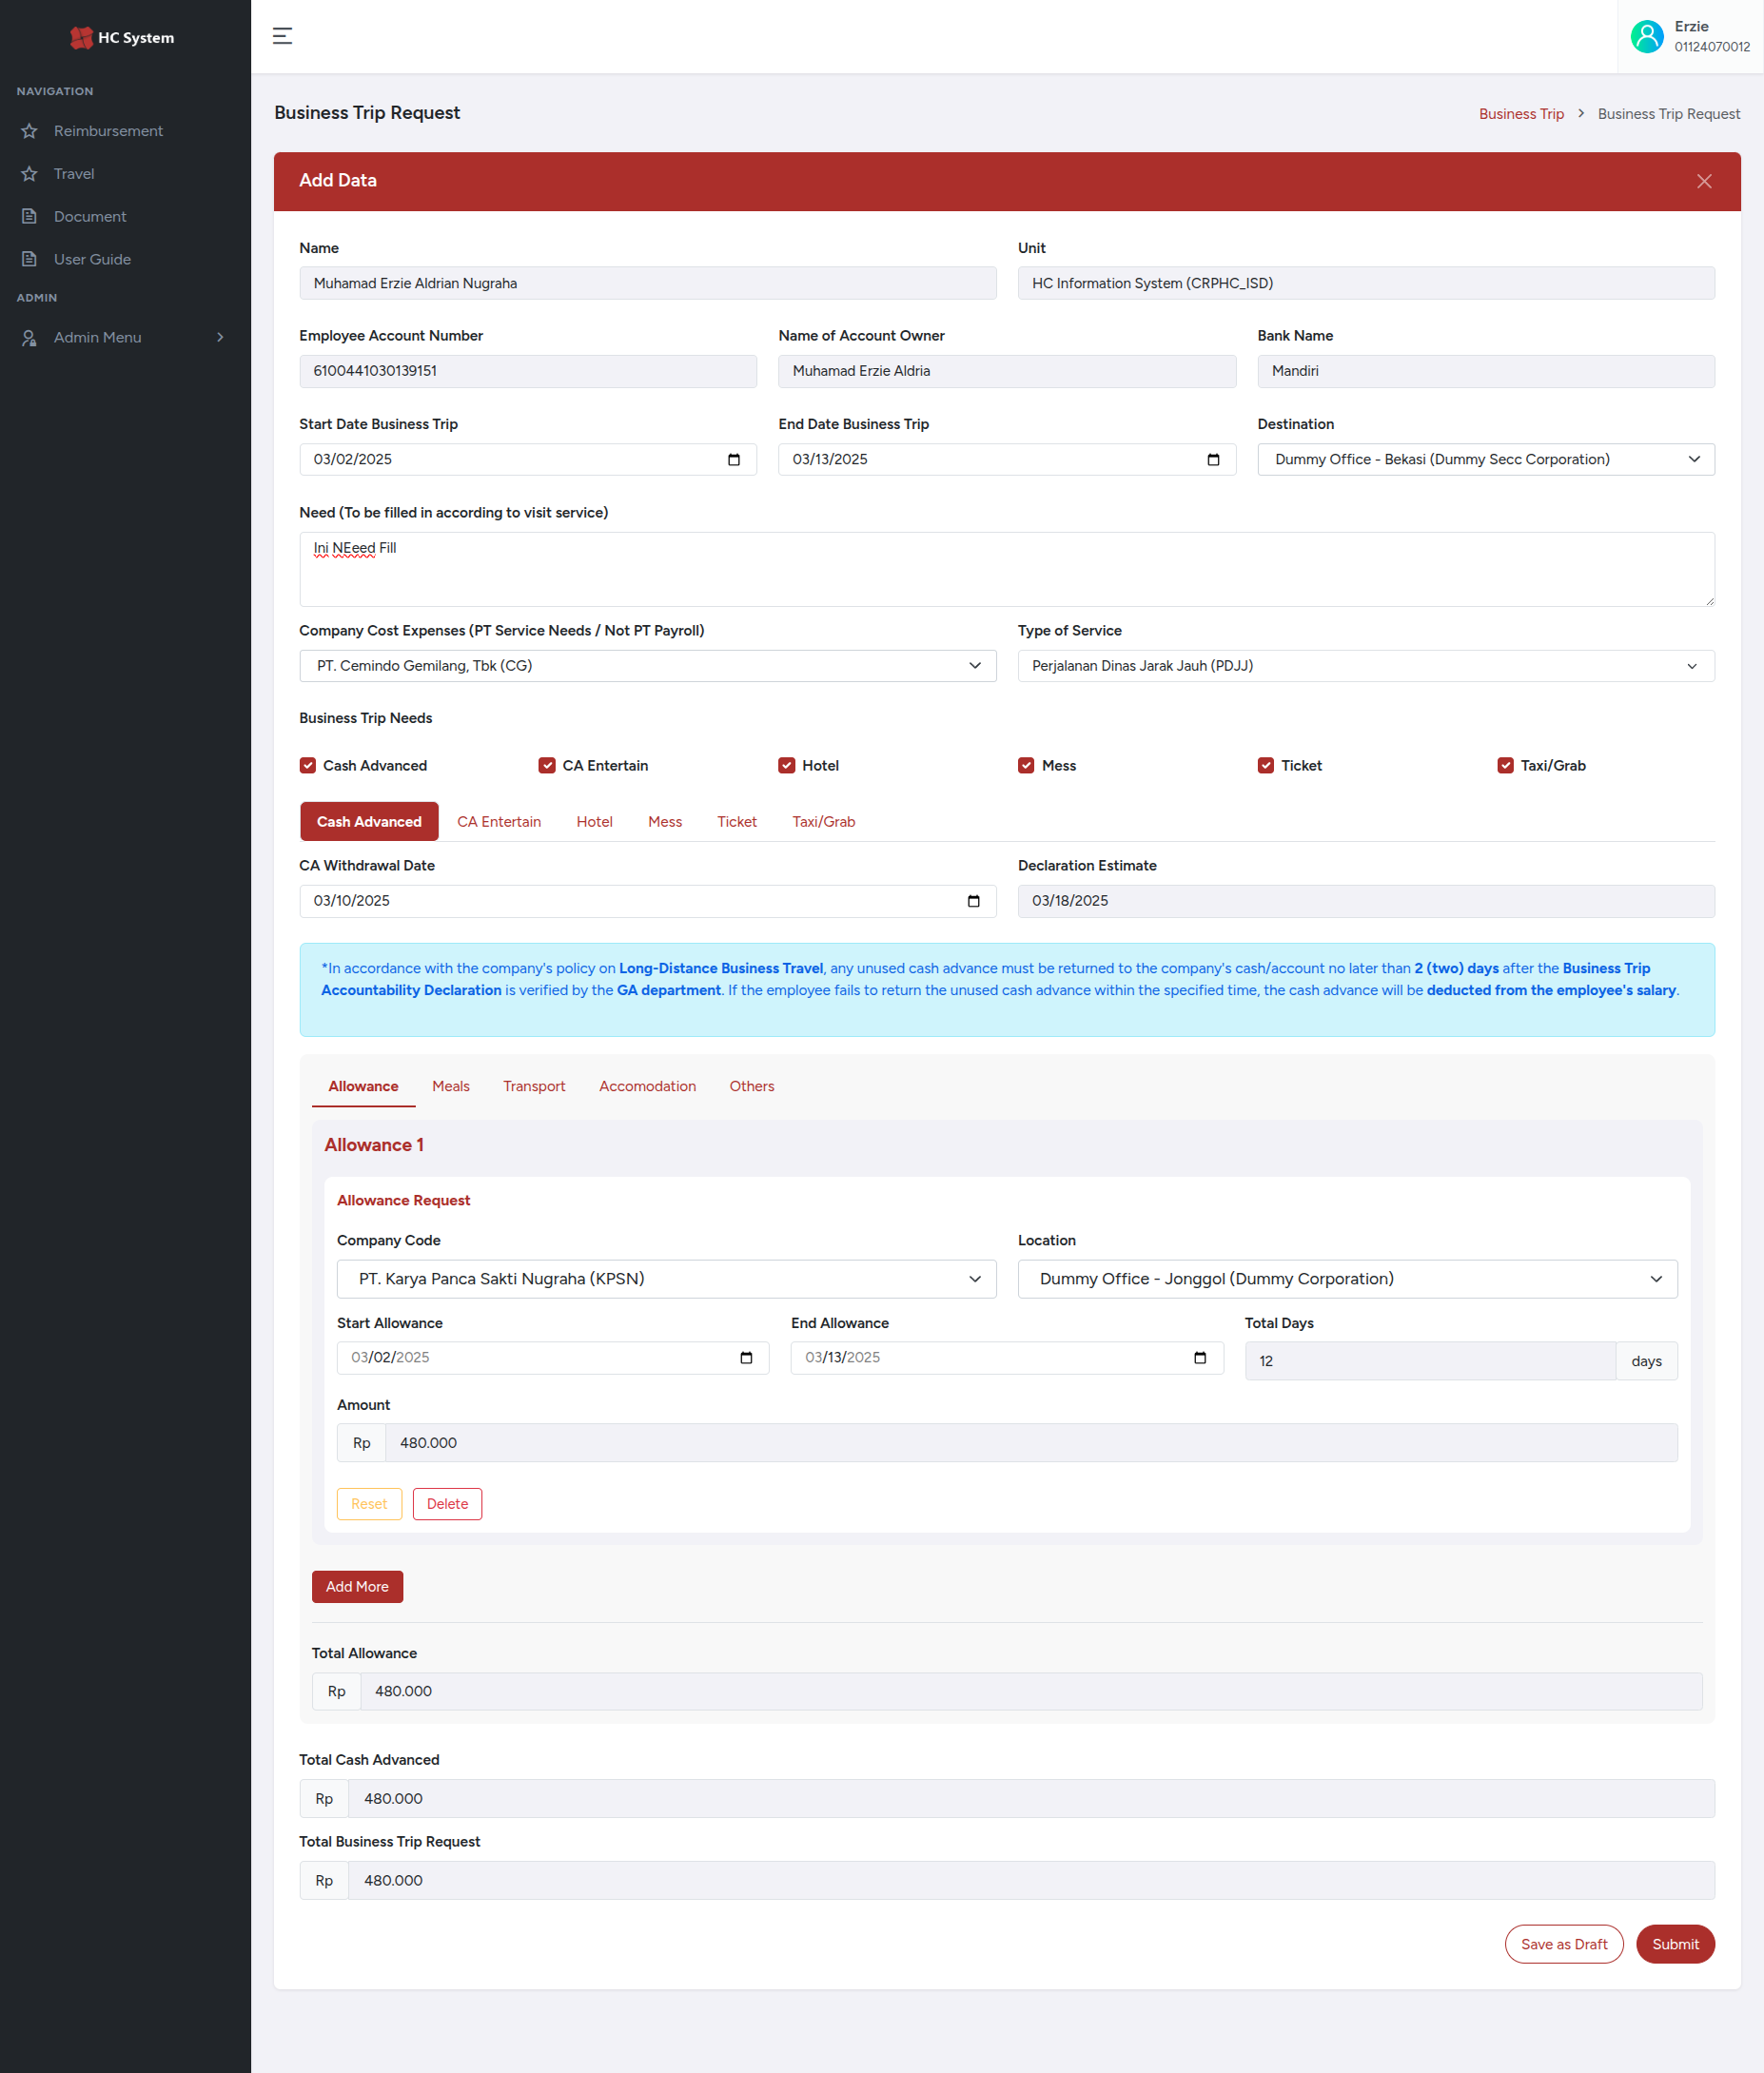 HC System
Erzie
01124070012
NAVIGATION
Reimbursement
Travel
Document
User Guide
ADMIN
Admin Menu
Business Trip Request
Business Trip > Business Trip Request
Add Data
Name Unit
Muhamad Erzie Aldrian Nugraha HC Information System (CRPHC_ISD)
Employee Account Number Name of Account Owner Bank Name
6100441030139151 Muhamad Erzie Aldria Mandiri
Start Date Business Trip End Date Business Trip Destination
03/02/2025 03/13/2025 Dummy Office - Bekasi (Dummy Secc Corporation)
Need (To be filled in according to visit service)
Ini NEeed Fill
Company Cost Expenses (PT Service Needs / Not PT Payroll) Type of Service
PT. Cemindo Gemilang, Tbk (CG) Perjalanan Dinas Jarak Jauh (PDJJ)
Business Trip Needs
Cash Advanced CA Entertain Hotel Mess Ticket Taxi/Grab
Cash Advanced CA Entertain Hotel Mess Ticket Taxi/Grab
CA Withdrawal Date Declaration Estimate
03/10/2025 03/18/2025
*In accordance with the company's policy on Long-Distance Business Travel, any unused cash advance must be returned to the company's cash/account no later than 2 (two) days after the Business Trip
Accountability Declaration is verified by the GA department. If the employee fails to return the unused cash advance within the specified time, the cash advance will be deducted from the employee's salary.
Allowance Meals Transport Accomodation Others
Allowance 1
Allowance Request
Company Code Location
PT. Karya Panca Sakti Nugraha (KPSN) Dummy Office - Jonggol (Dummy Corporation)
Start Allowance End Allowance Total Days
03/02/2025 03/13/2025 12 days
Amount
Rp 480.000
Reset Delete
Add More
Total Allowance
Rp 480.000
Total Cash Advanced
Rp 480.000
Total Business Trip Request
Rp 480.000
Save as Draft Submit